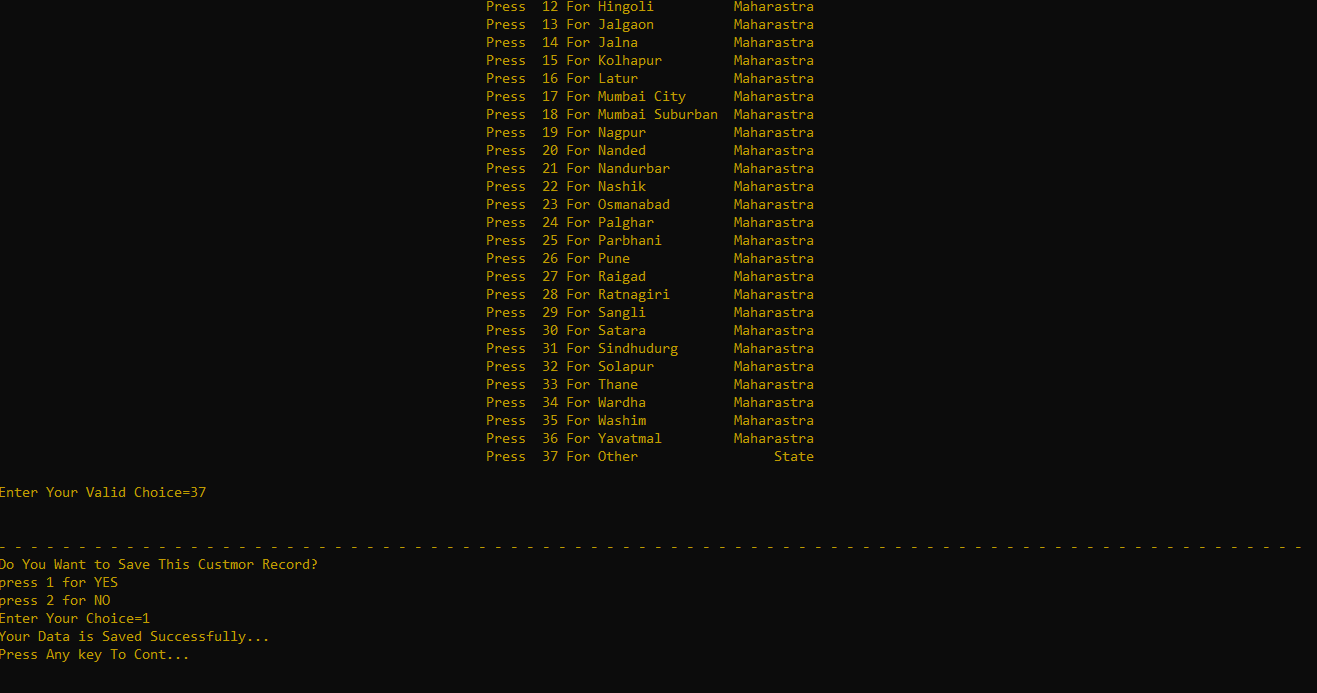 Press  12 For Hingoli          Maharastra
Press  13 For Jalgaon          Maharastra
Press  14 For Jalna            Maharastra
Press  15 For Kolhapur         Maharastra
Press  16 For Latur            Maharastra
Press  17 For Mumbai City      Maharastra
Press  18 For Mumbai Suburban  Maharastra
Press  19 For Nagpur           Maharastra
Press  20 For Nanded           Maharastra
Press  21 For Nandurbar        Maharastra
Press  22 For Nashik           Maharastra
Press  23 For Osmanabad        Maharastra
Press  24 For Palghar          Maharastra
Press  25 For Parbhani         Maharastra
Press  26 For Pune             Maharastra
Press  27 For Raigad           Maharastra
Press  28 For Ratnagiri        Maharastra
Press  29 For Sangli           Maharastra
Press  30 For Satara           Maharastra
Press  31 For Sindhudurg       Maharastra
Press  32 For Solapur          Maharastra
Press  33 For Thane            Maharastra
Press  34 For Wardha           Maharastra
Press  35 For Washim           Maharastra
Press  36 For Yavatmal         Maharastra
Press  37 For Other                 State
Enter Your Valid Choice=37
- - - - - - - - - - - - - - - - - - - - - - - - - - - - - - - - - - - - - - - - - - - - - - - - - - - - - - - - - - - - - - - - - - - - - - - - - - - - - - - - - -
Do You Want to Save This Custmor Record?
press 1 for YES
press 2 for NO
Enter Your Choice=1
Your Data is Saved Successfully...
Press Any key To Cont...